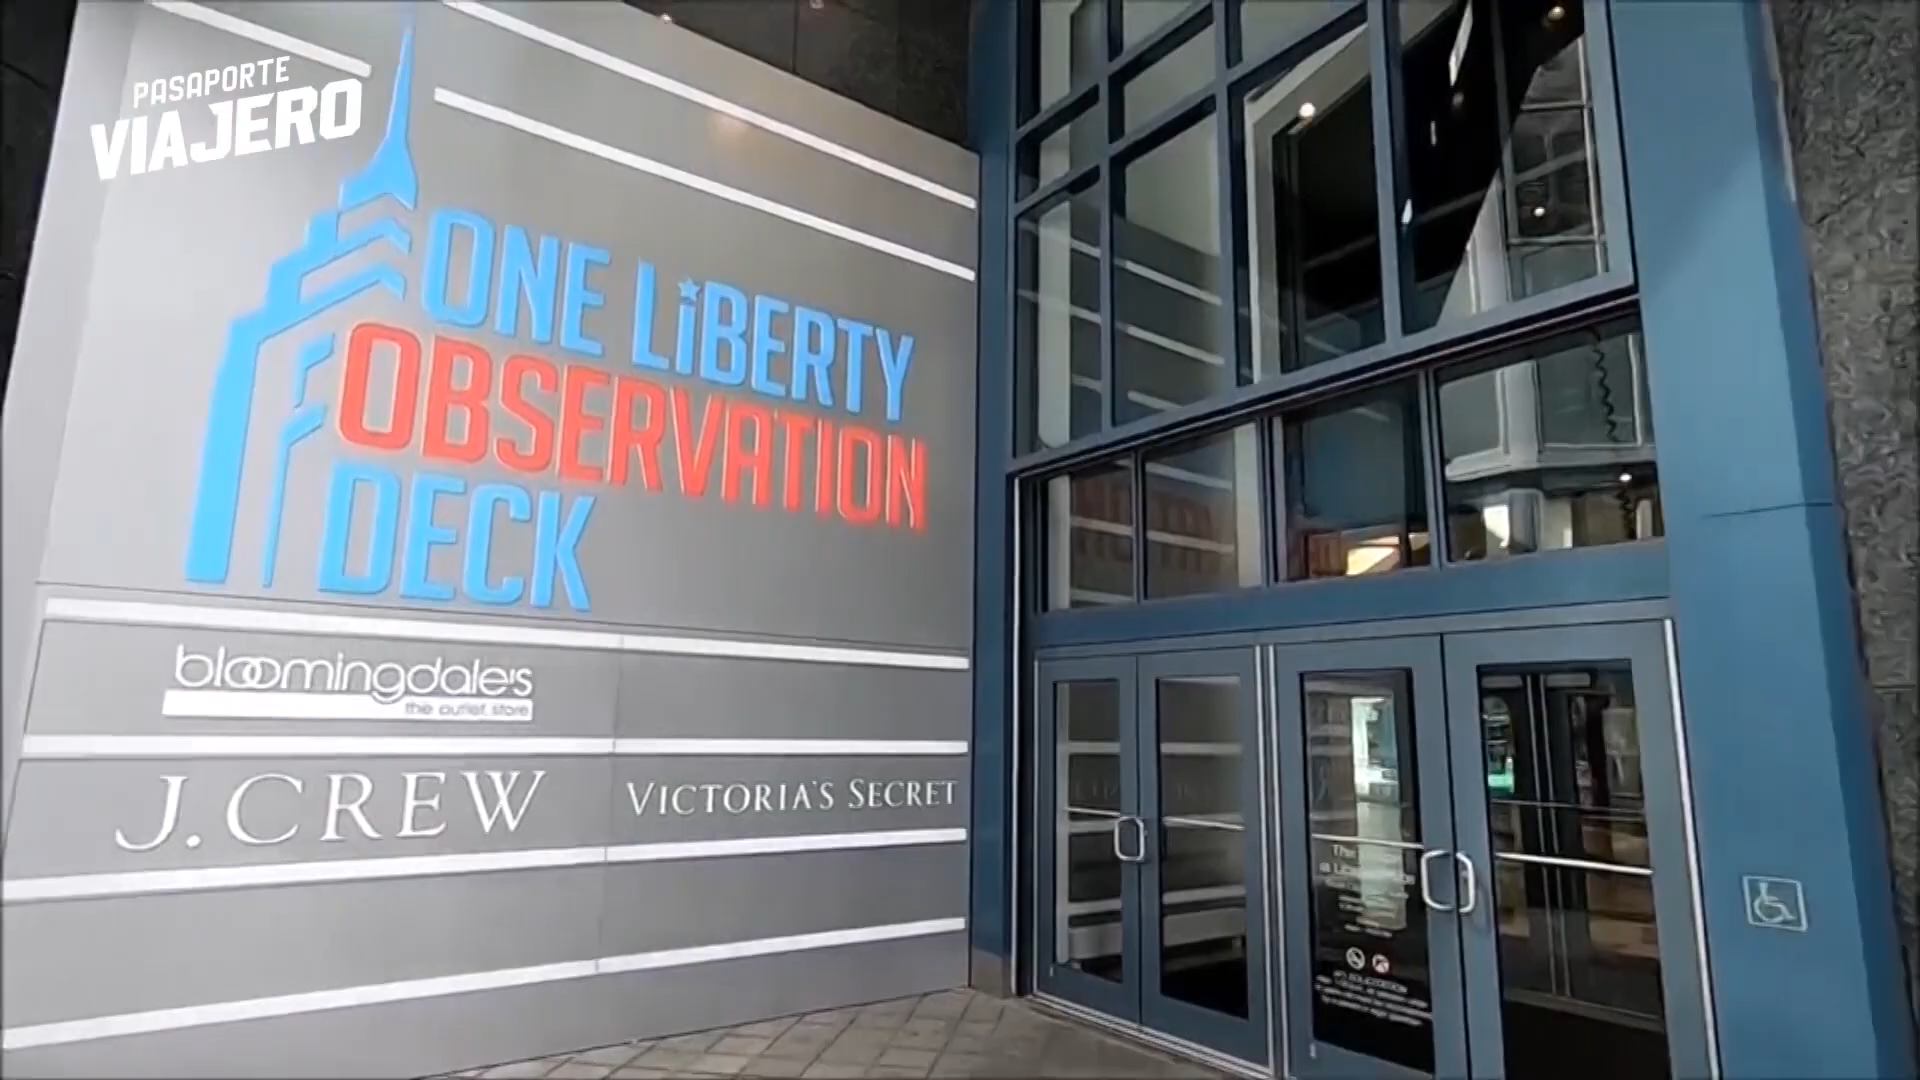 PASAPORTE
VIAJERO
ONE LiBERTY
OBSERVATION
DECK
bloomingdale's
the outlet store
J.CREW
VICTORIA'S SECRET